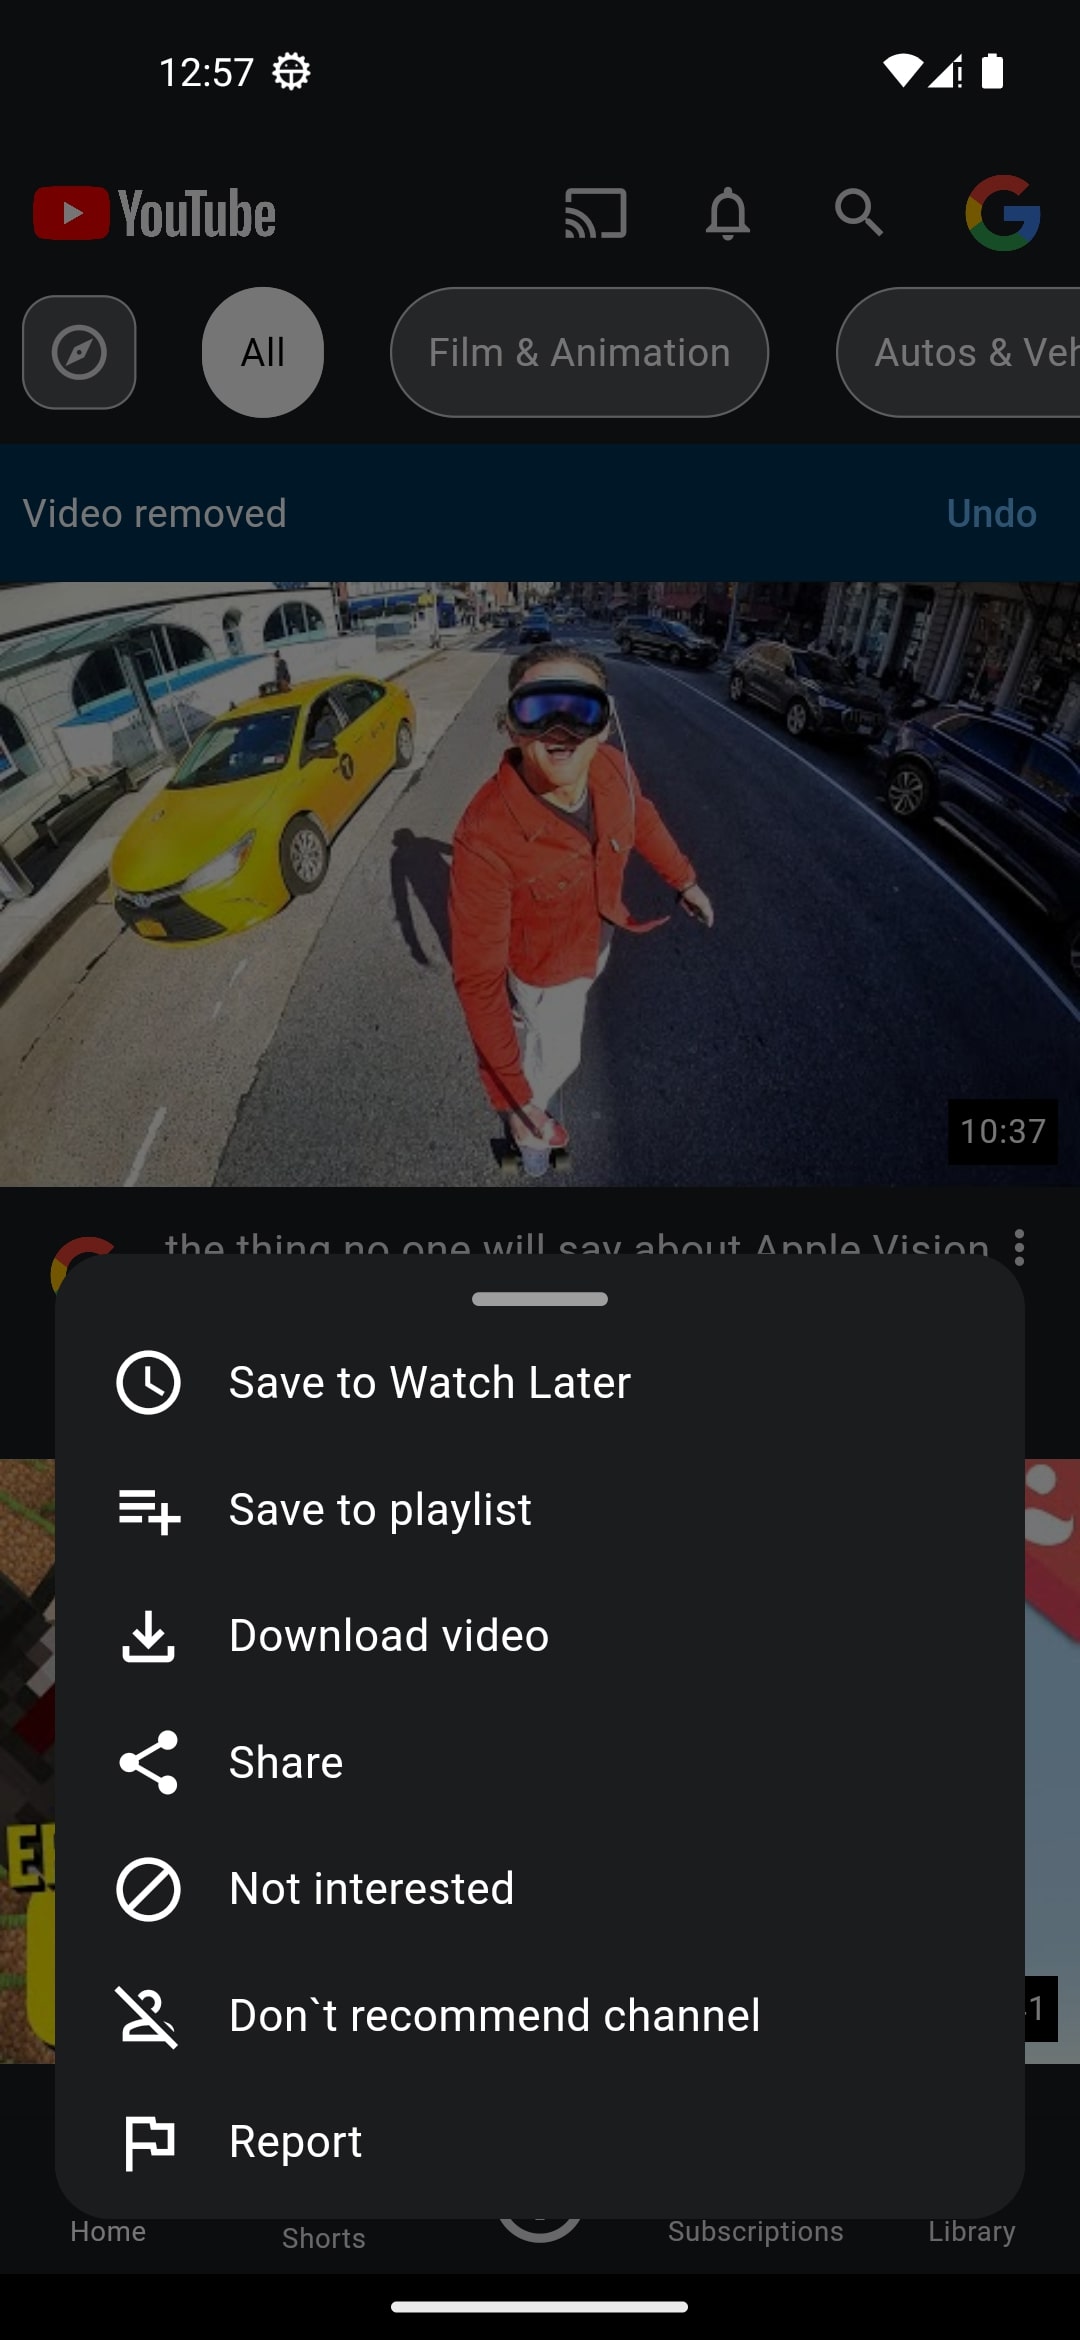 12:57
YouTube
All
Film & Animation
Autos & Veh
Video removed
Undo
10:37
the thing no one will say about Apple Vision
Save to Watch Later
Save to playlist
Download video
Share
Not interested
Don`t recommend channel
Report
Home
Shorts
Subscriptions
Library